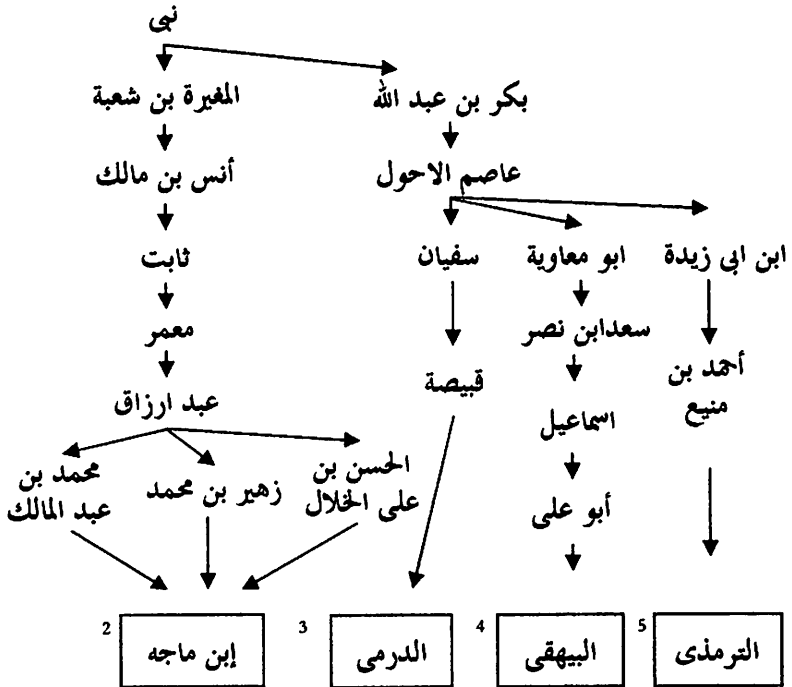 نبى
المغيرة بن شعبة
بكر بن عبد الله
أنس بن مالك
عاصم الاحول
ثابت
سفيان
ابو معاوية
ابن ابى زيدة
معمر
سعدابن نصر
قبيصة
أحمد بن
منيع
عبد ارزاق
اسماعيل
محمد بن
عبد المالك
زهير بن محمد
الحسن بن
على الخلال
أبو على
2
إبن ماجه
3
الدرمى
4
البيهقى
5
الترمذى